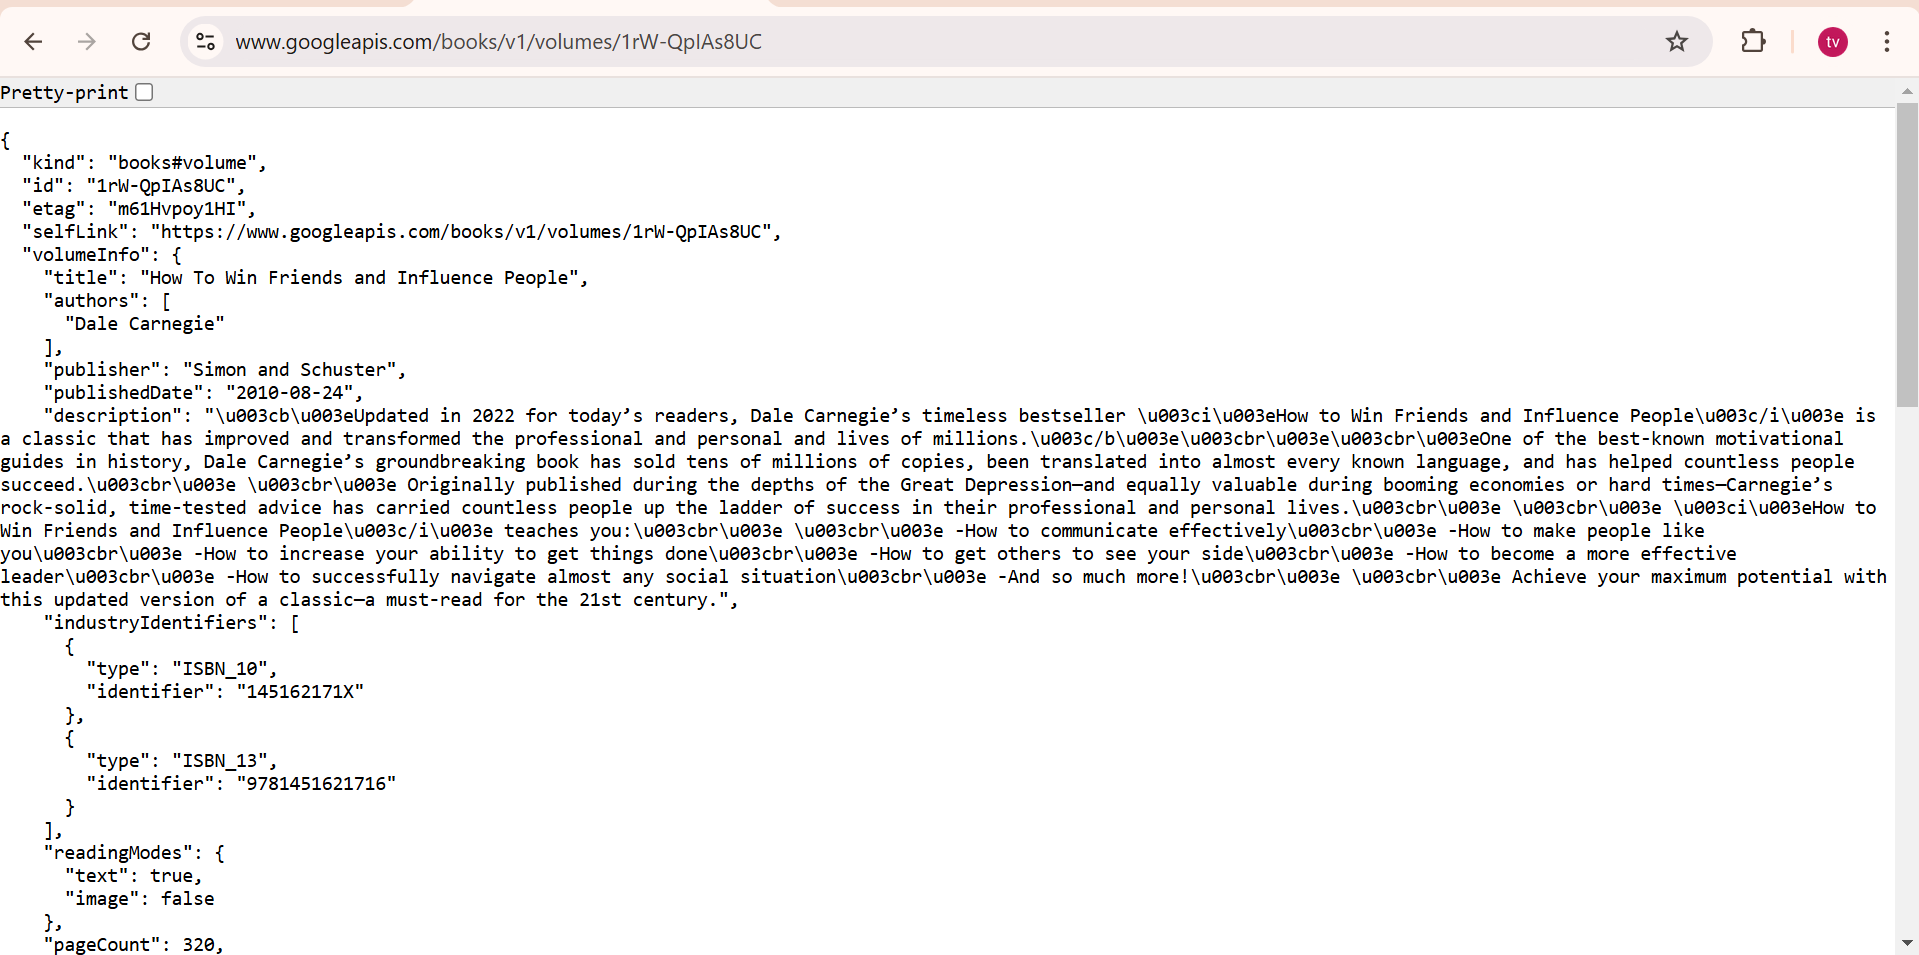 www.googleapis.com/books/v1/volumes/1rW-QpIAs8UC
tv
Pretty-print
{
  "kind": "books#volume",
  "id": "1rW-QpIAs8UC",
  "etag": "m61Hvpoy1HI",
  "selfLink": "https://www.googleapis.com/books/v1/volumes/1rW-QpIAs8UC",
  "volumeInfo": {
    "title": "How To Win Friends and Influence People",
    "authors": [
      "Dale Carnegie"
    ],
    "publisher": "Simon and Schuster",
    "publishedDate": "2010-08-24",
    "description": "\u003cb\u003eUpdated in 2022 for today’s readers, Dale Carnegie’s timeless bestseller \u003ci\u003eHow to Win Friends and Influence People\u003c/i\u003e is
a classic that has improved and transformed the professional and personal and lives of millions.\u003c/b\u003e\u003cbr\u003e\u003cbr\u003eOne of the best-known motivational
guides in history, Dale Carnegie’s groundbreaking book has sold tens of millions of copies, been translated into almost every known language, and has helped countless people
succeed.\u003cbr\u003e \u003cbr\u003e Originally published during the depths of the Great Depression—and equally valuable during booming economies or hard times—Carnegie’s
rock-solid, time-tested advice has carried countless people up the ladder of success in their professional and personal lives.\u003cbr\u003e \u003cbr\u003e \u003ci\u003eHow to
Win Friends and Influence People\u003c/i\u003e teaches you:\u003cbr\u003e \u003cbr\u003e -How to communicate effectively\u003cbr\u003e -How to make people like
you\u003cbr\u003e -How to increase your ability to get things done\u003cbr\u003e -How to get others to see your side\u003cbr\u003e -How to become a more effective
leader\u003cbr\u003e -How to successfully navigate almost any social situation\u003cbr\u003e -And so much more!\u003cbr\u003e \u003cbr\u003e Achieve your maximum potential with
this updated version of a classic—a must-read for the 21st century.",
    "industryIdentifiers": [
      {
        "type": "ISBN_10",
        "identifier": "145162171X"
      },
      {
        "type": "ISBN_13",
        "identifier": "9781451621716"
      }
    ],
    "readingModes": {
      "text": true,
      "image": false
    },
    "pageCount": 320,